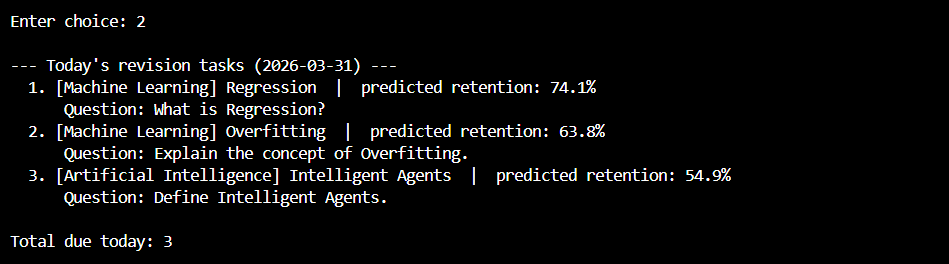 Enter choice: 2
--- Today's revision tasks (2026-03-31) ---
1. [Machine Learning] Regression | predicted retention: 74.1%
Question: What is Regression?
2. [Machine Learning] Overfitting | predicted retention: 63.8%
Question: Explain the concept of Overfitting.
3. [Artificial Intelligence] Intelligent Agents | predicted retention: 54.9%
Question: Define Intelligent Agents.
Total due today: 3